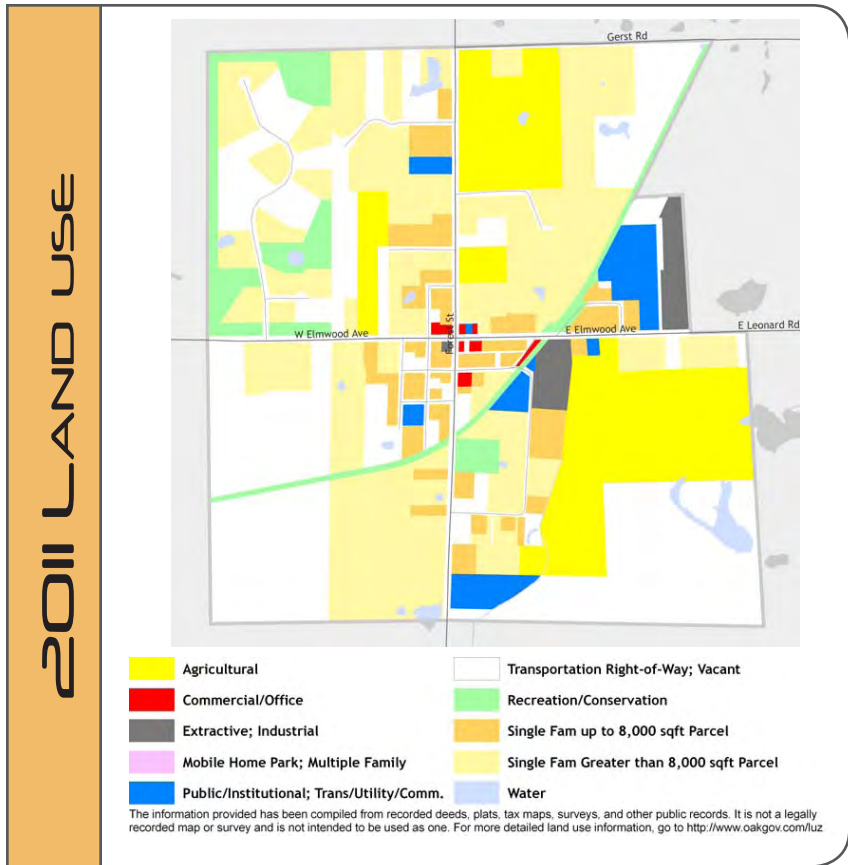 2011 LAND USE
Gerst Rd
W Elmwood Ave
Forest St
E Elmwood Ave
E Leonard Rd
Agricultural
Commercial/Office
Extractive; Industrial
Mobile Home Park; Multiple Family
Public/Institutional; Trans/Utility/Comm.
Transportation Right-of-Way; Vacant
Recreation/Conservation
Single Fam up to 8,000 sqft Parcel
Single Fam Greater than 8,000 sqft Parcel
Water
The information provided has been compiled from recorded deeds, plats, tax maps, surveys, and other public records. It is not a legally
recorded map or survey and is not intended to be used as one. For more detailed land use information, go to http://www.oakgov.com/luz